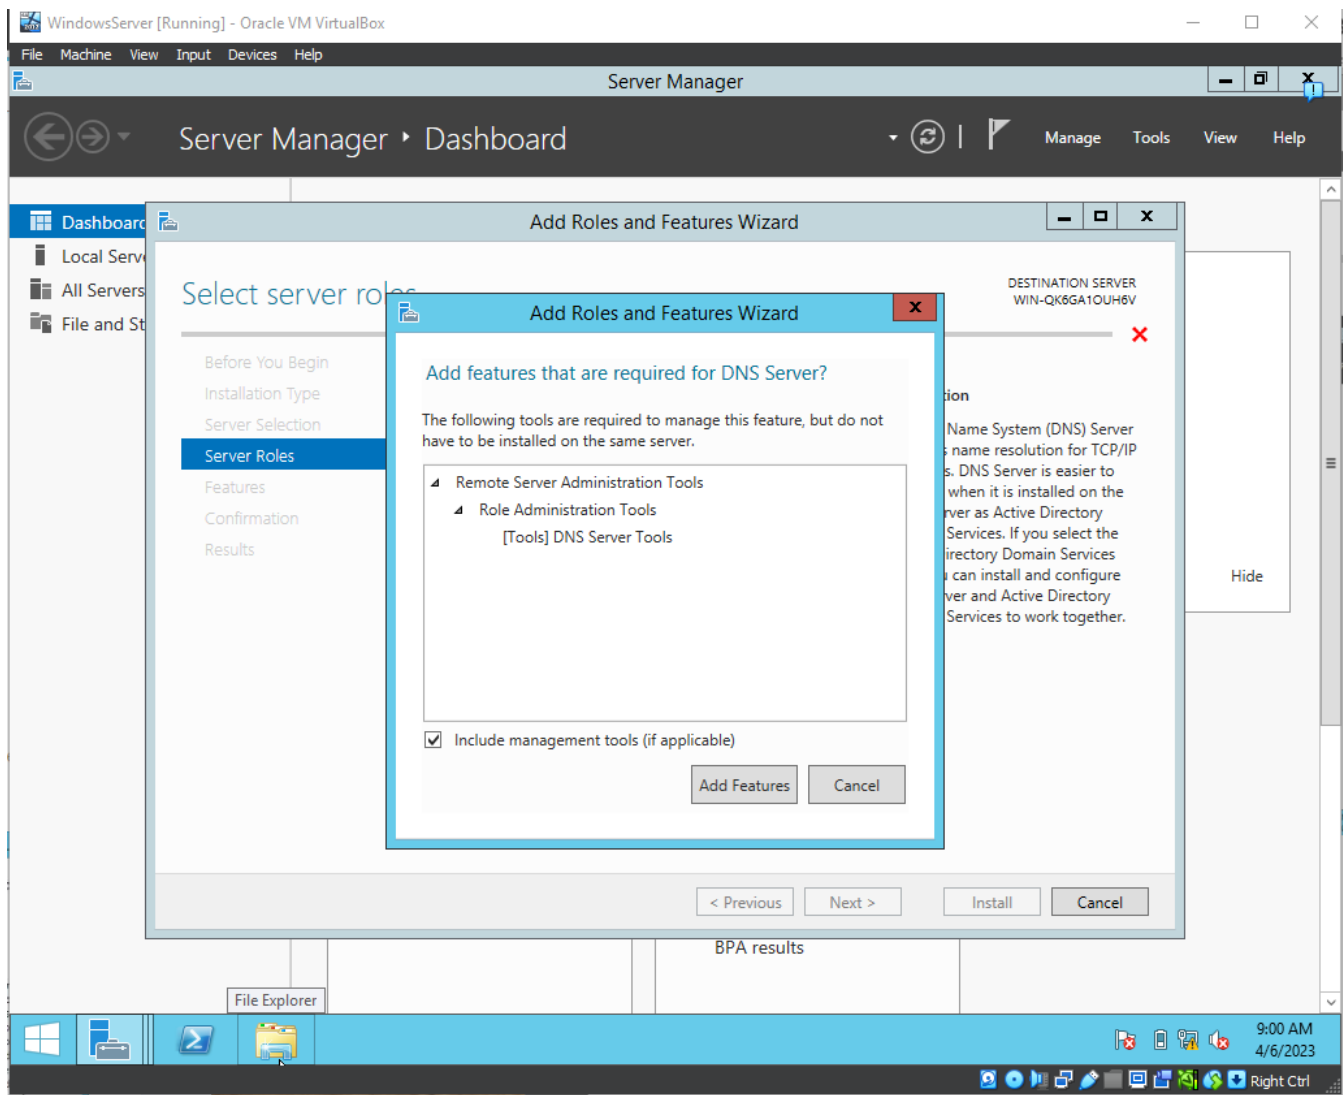 WindowsServer [Running] - Oracle VM VirtualBox
File Machine View Input Devices Help
Server Manager
Server Manager • Dashboard
Manage Tools View Help
Dashboard
Local Serve
All Servers
File and St
Add Roles and Features Wizard
Select server roles
DESTINATION SERVER
WIN-QK6GA1OUH6V
Before You Begin
Installation Type
Server Selection
Server Roles
Features
Confirmation
Results
Add Roles and Features Wizard
Add features that are required for DNS Server?
The following tools are required to manage this feature, but do not
have to be installed on the same server.
Remote Server Administration Tools
Role Administration Tools
[Tools] DNS Server Tools
Include management tools (if applicable)
Add Features Cancel
tion
Name System (DNS) Server
s name resolution for TCP/IP
s. DNS Server is easier to
when it is installed on the
rver as Active Directory
Services. If you select the
irectory Domain Services
u can install and configure
ver and Active Directory
Services to work together.
Hide
< Previous Next > Install Cancel
BPA results
File Explorer
9:00 AM
4/6/2023
Right Ctrl